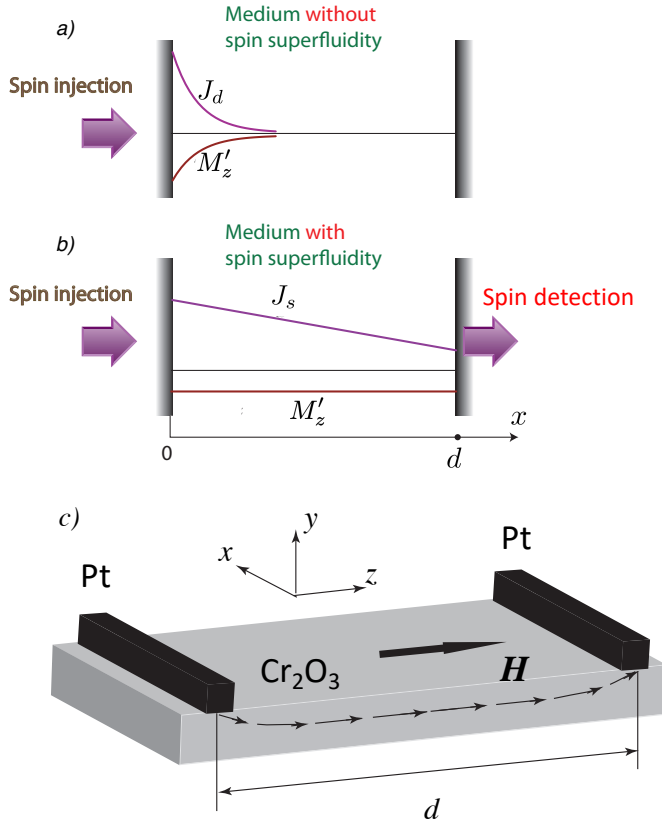 a)
Medium without
spin superfluidity
Spin injection
J_d
M'_z
b)
Medium with
spin superfluidity
Spin injection
J_s
Spin detection
M'_z
x
0
d
c)
y
x
z
Pt
Pt
Cr₂O₃
H
d